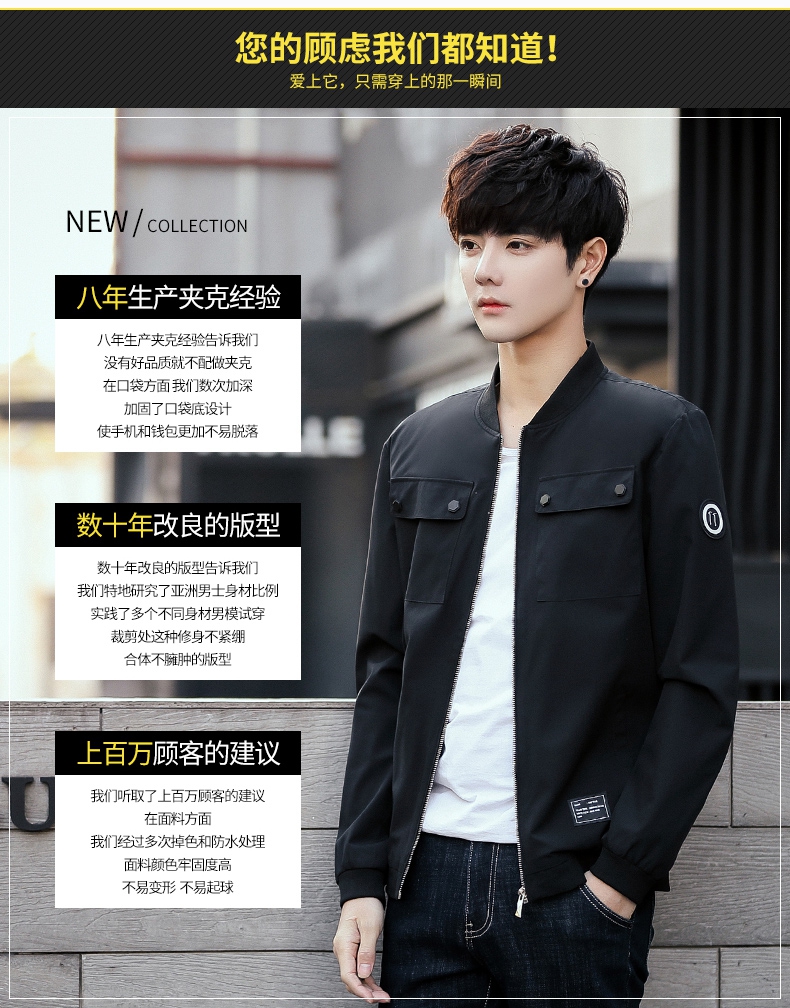 您的顾虑我们都知道！
爱上它，只需穿上的那一瞬间
NEW/COLLECTION
八年生产夹克经验
八年生产夹克经验告诉我们
没有好品质就不配做夹克
在口袋方面 我们数次加深
加固了口袋底设计
使手机和钱包更加不易脱落
数十年改良的版型
数十年改良的版型告诉我们
我们特地研究了亚洲男士身材比例
实践了多个不同身材男模试穿
裁剪处这种修身不紧绷
合体不臃肿的版型
上百万顾客的建议
我们听取了上百万顾客的建议
在面料方面
我们经过多次掉色和防水处理
面料颜色牢固度高
不易变形 不易起球
U